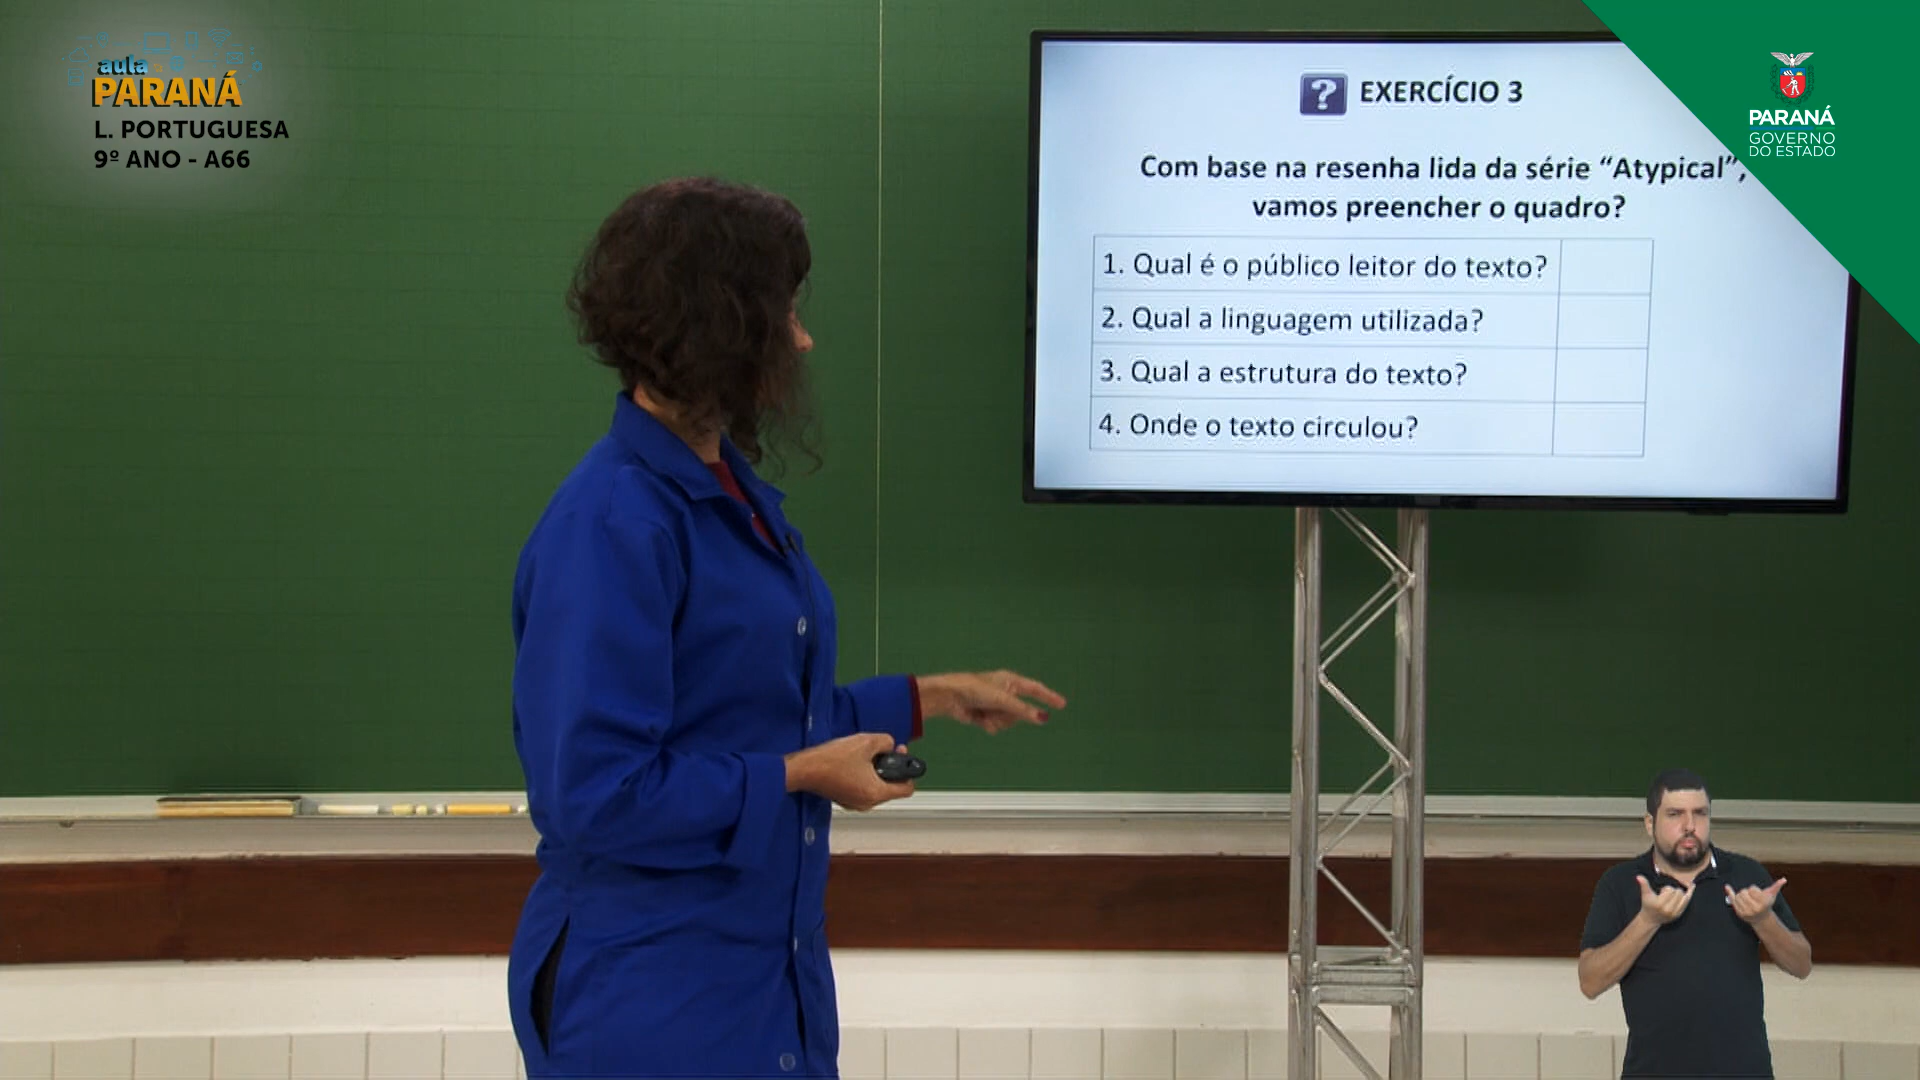 aula
PARANÁ
L. PORTUGUESA
9º ANO - A66
? EXERCÍCIO 3
Com base na resenha lida da série “Atypical”,
vamos preencher o quadro?
1. Qual é o público leitor do texto?
2. Qual a linguagem utilizada?
3. Qual a estrutura do texto?
4. Onde o texto circulou?
PARANÁ
GOVERNO
DO ESTADO